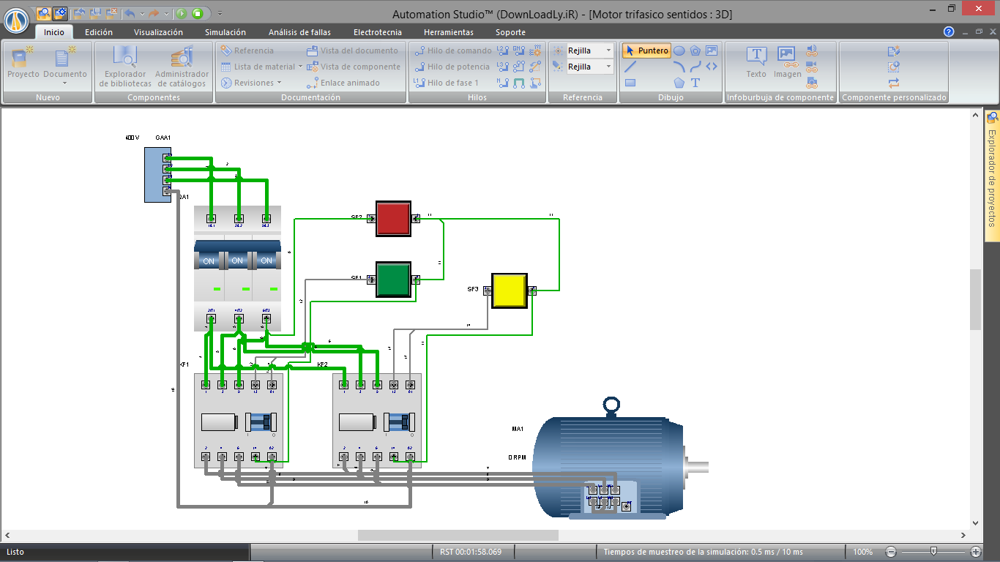 Automation Studio™ (DownLoadLy.iR) - [Motor trifasico sentidos : 3D]
Inicio Edición Visualización Simulación Análisis de fallas Electrotecnia Herramientas Soporte
Proyecto Documento
Nuevo
Explorador de bibliotecas
Administrador de catálogos
Componentes
Referencia Vista del documento
Lista de material Vista de componente
Revisiones Enlace animado
Documentación
Hilo de comando
Hilo de potencia
Hilo de fase 1
Hilos
Rejilla
Rejilla
Referencia
Puntero
Dibujo
Texto Imagen
Infoburbuja de componente
Componente personalizado
Explorador de proyectos
400 V GAA1
ON ON ON
SF2
SF1
SF3
KF1 KF2
MA1
0 RPM
Listo
RST 00:01:58.069
Tiempos de muestreo de la simulación: 0.5 ms / 10 ms
100%